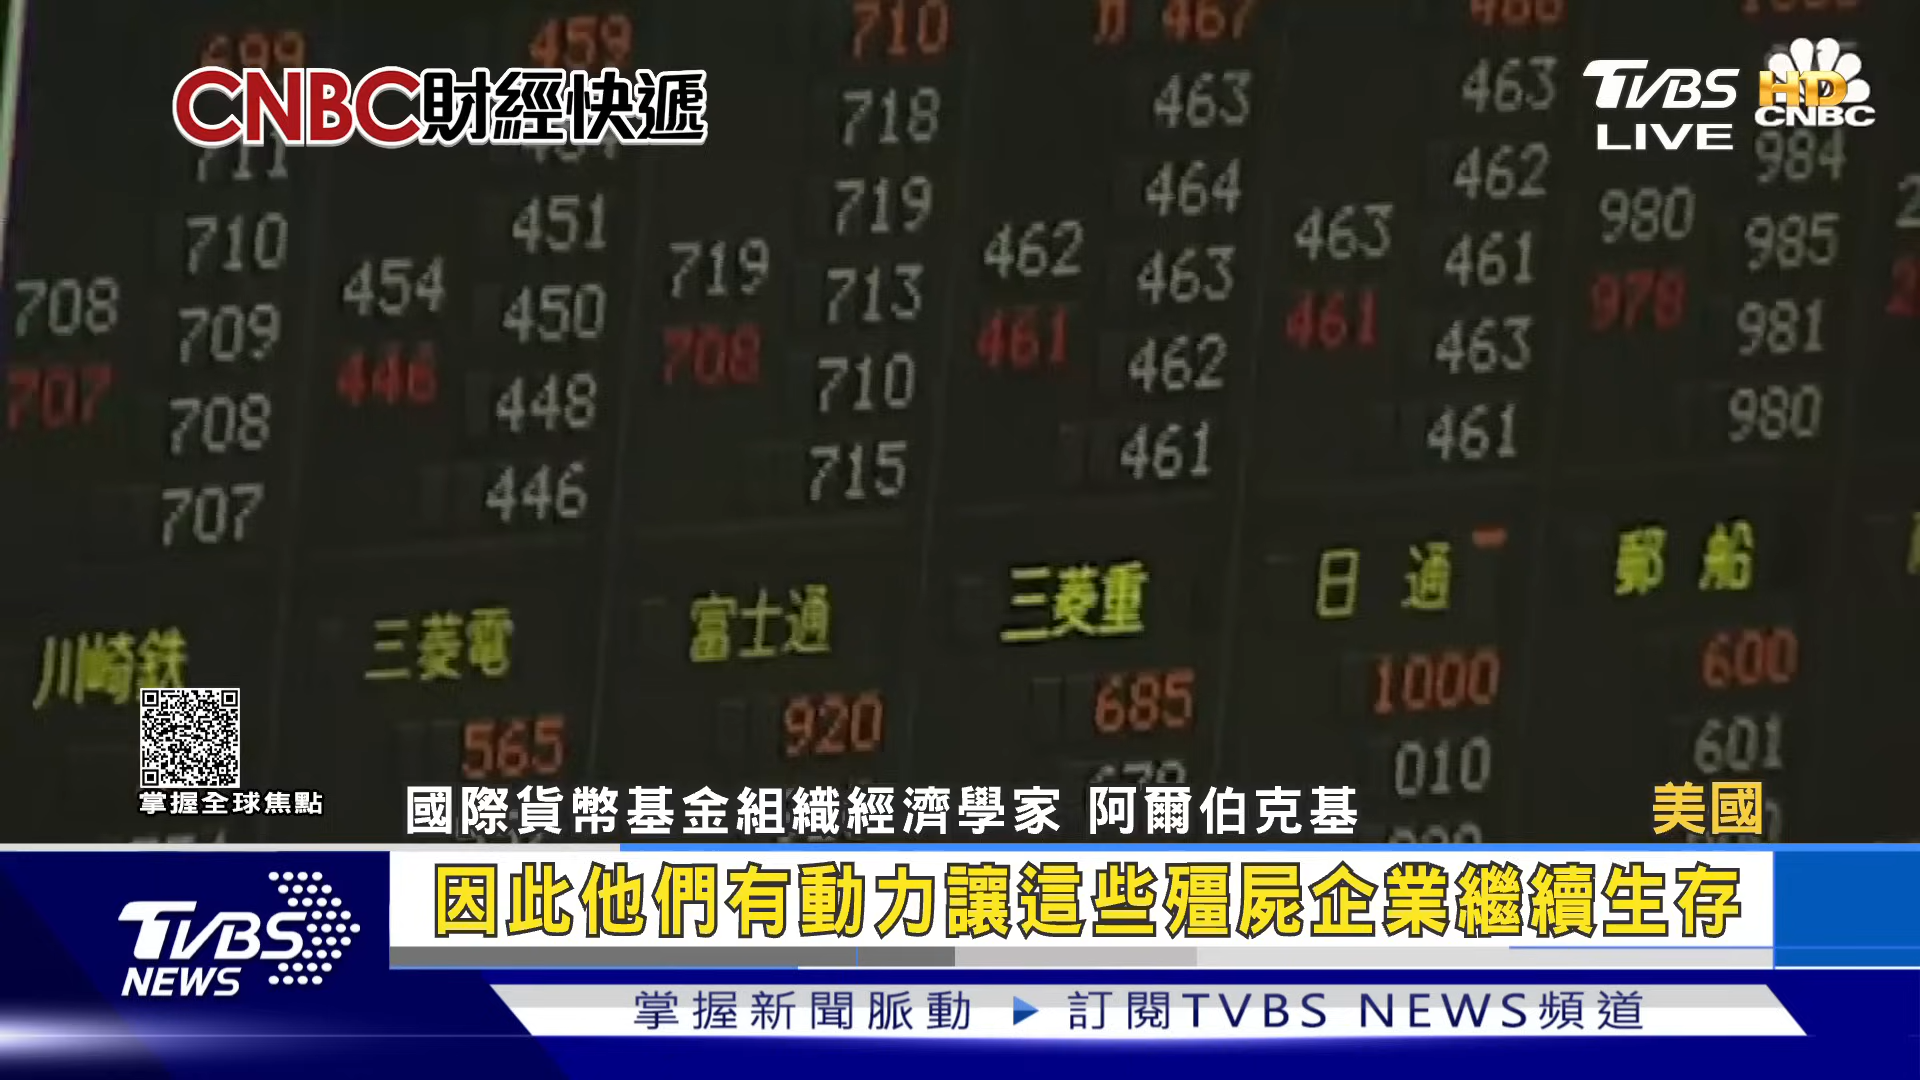 699 459 710 カ 467 466
CNBC財經快遞
TVBS HD CNBC
LIVE
711 718 463 463
984
451 719 464 462
710 454 719 462 463 980 985
708 709 450 713 463 461
707 446 708 461 461 978 981
708 448 710 462 463 980
707 446 715 461 461
川崎鉄 三菱電 富士通 三菱重 日通 郵船
565 920 685 1000 600
010 601
掌握全球焦點
國際貨幣基金組織經濟學家 阿爾伯克基
美國
因此他們有動力讓這些殭屍企業繼續生存
TVBS
NEWS
掌握新聞脈動 訂閱TVBS NEWS頻道